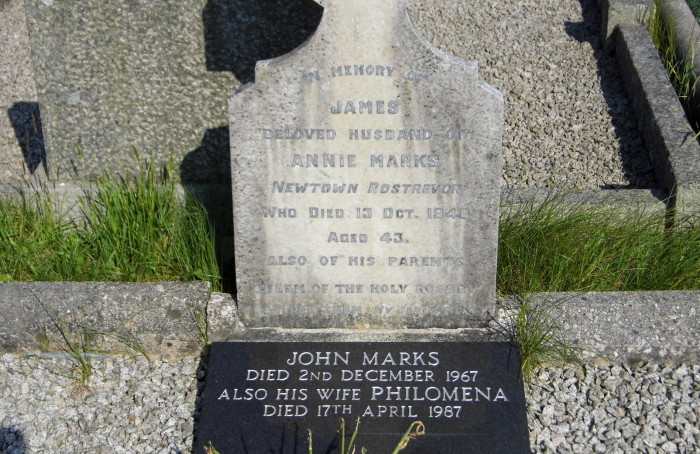 IN MEMORY OF
JAMES
BELOVED HUSBAND OF
ANNIE MARKS
NEWTOWN ROSTREVOR
WHO DIED 13 OCT. 1940
AGED 43.
ALSO OF HIS PARENTS
QUEEN OF THE HOLY ROSARY
JOHN MARKS
DIED 2ND DECEMBER 1967
ALSO HIS WIFE PHILOMENA
DIED 17TH APRIL 1987